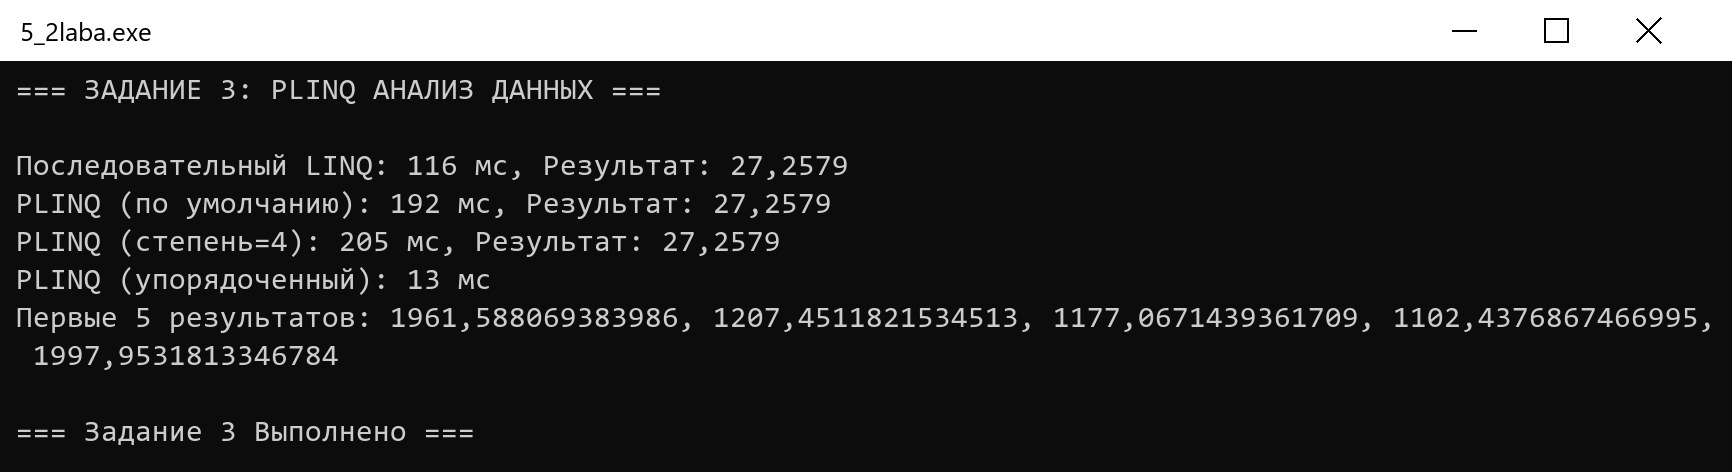 5_2laba.exe
=== ЗАДАНИЕ 3: PLINQ АНАЛИЗ ДАННЫХ ===
Последовательный LINQ: 116 мс, Результат: 27,2579
PLINQ (по умолчанию): 192 мс, Результат: 27,2579
PLINQ (степень=4): 205 мс, Результат: 27,2579
PLINQ (упорядоченный): 13 мс
Первые 5 результатов: 1961,588069383986, 1207,4511821534513, 1177,0671439361709, 1102,4376867466995,
1997,9531813346784
=== Задание 3 Выполнено ===